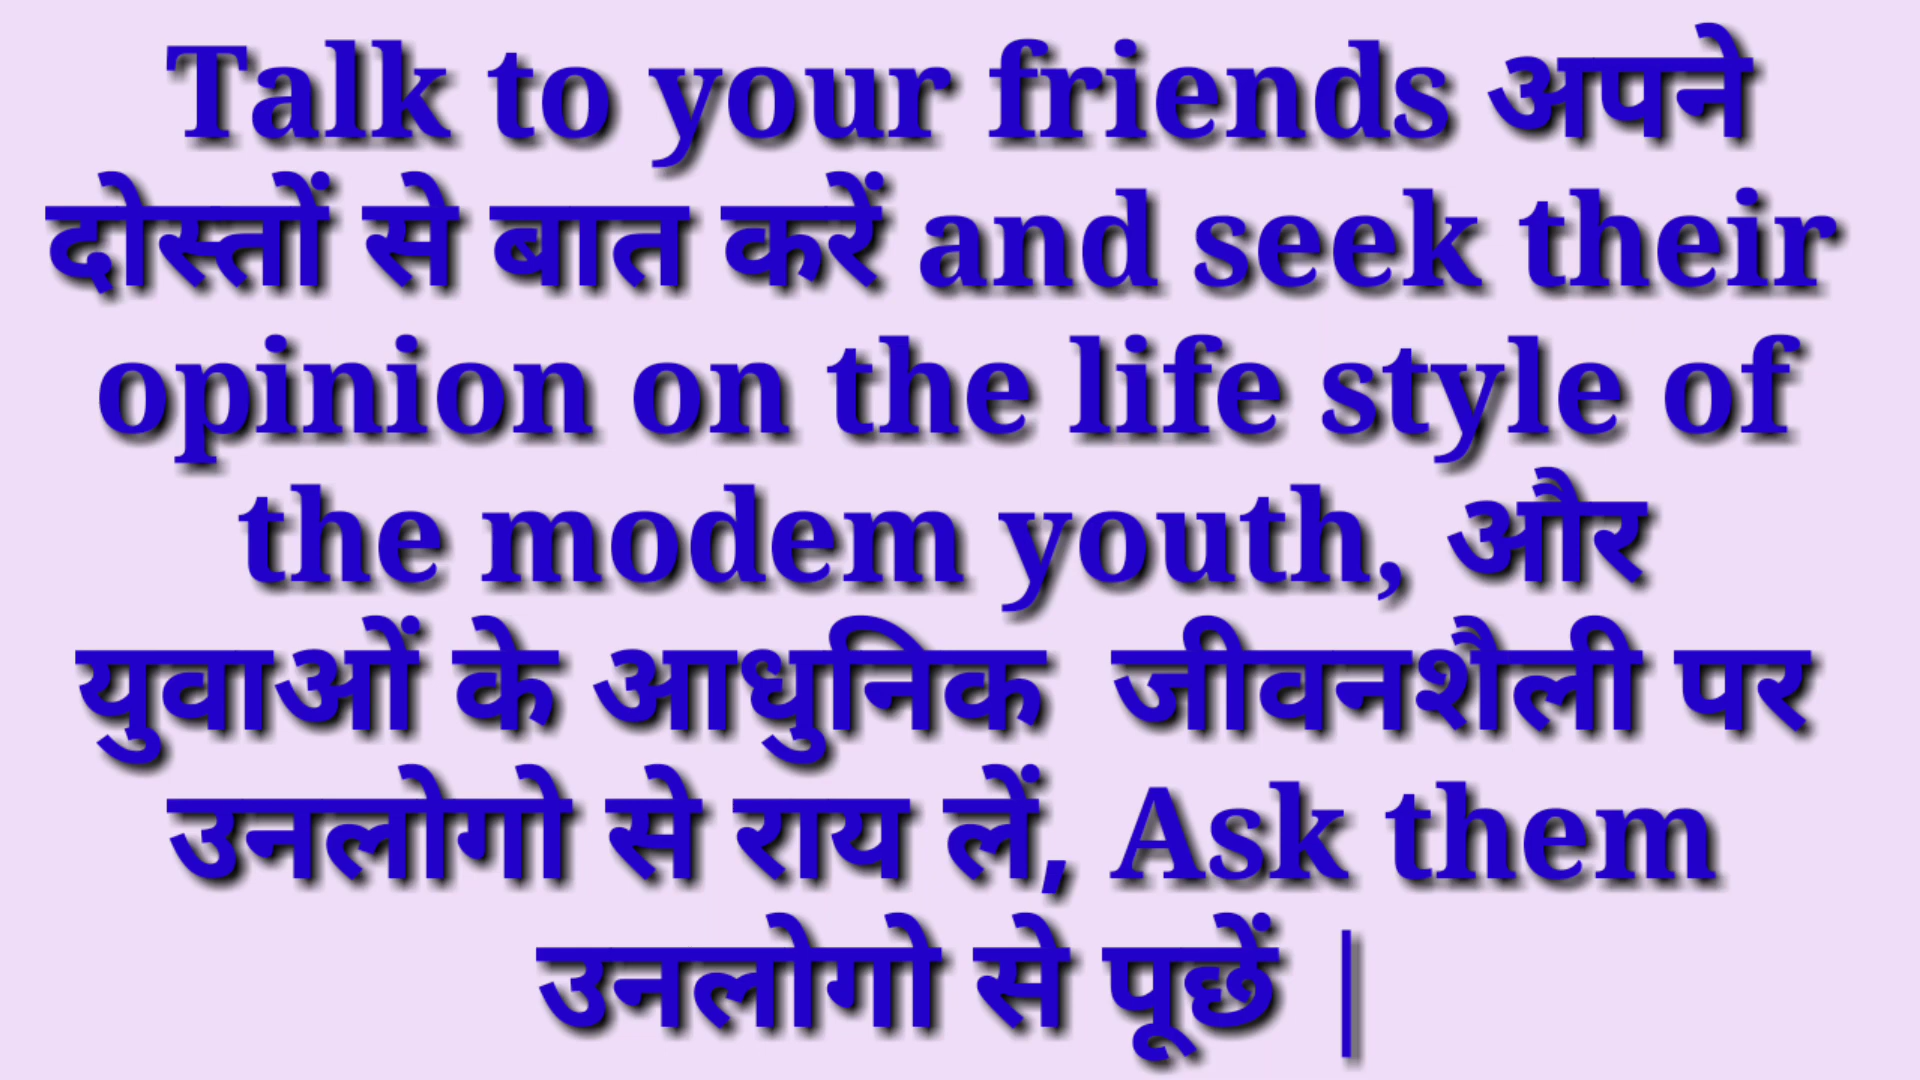 Talk to your friends अपने
दोस्तों से बात करें and seek their
opinion on the life style of
the modem youth, और
युवाओं के आधुनिक जीवनशैली पर
उनलोगो से राय लें, Ask them
उनलोगो से पूछें |